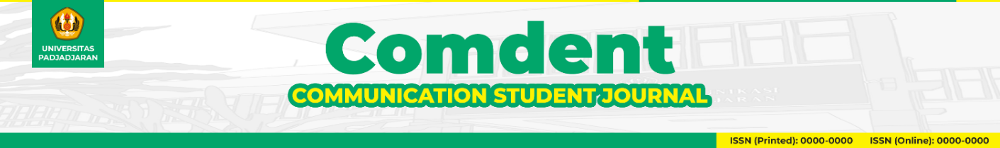 UNIVERSITAS
PADJADJARAN
Comdent
COMMUNICATION STUDENT JOURNAL
ISSN (Printed): 0000-0000 ISSN (Online): 0000-0000